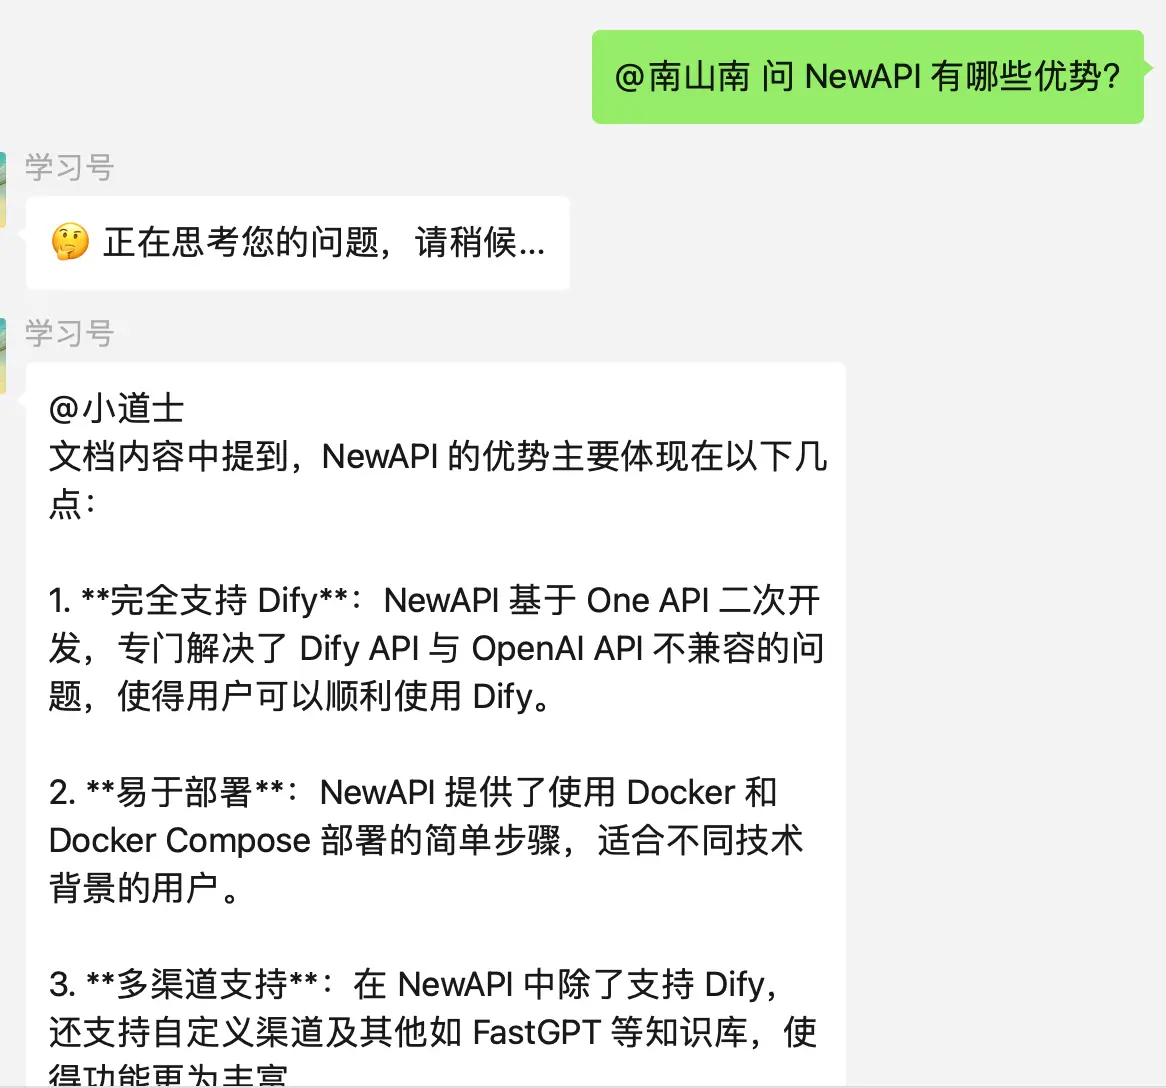 @南山南 问 NewAPI 有哪些优势?
学习号
🤔 正在思考您的问题，请稍候...
学习号
@小道士
文档内容中提到，NewAPI 的优势主要体现在以下几
点：
1. **完全支持 Dify**：NewAPI 基于 One API 二次开
发，专门解决了 Dify API 与 OpenAI API 不兼容的问
题，使得用户可以顺利使用 Dify。
2. **易于部署**：NewAPI 提供了使用 Docker 和
Docker Compose 部署的简单步骤，适合不同技术
背景的用户。
3. **多渠道支持**：在 NewAPI 中除了支持 Dify，
还支持自定义渠道及其他如 FastGPT 等知识库，使
得功能更为丰富